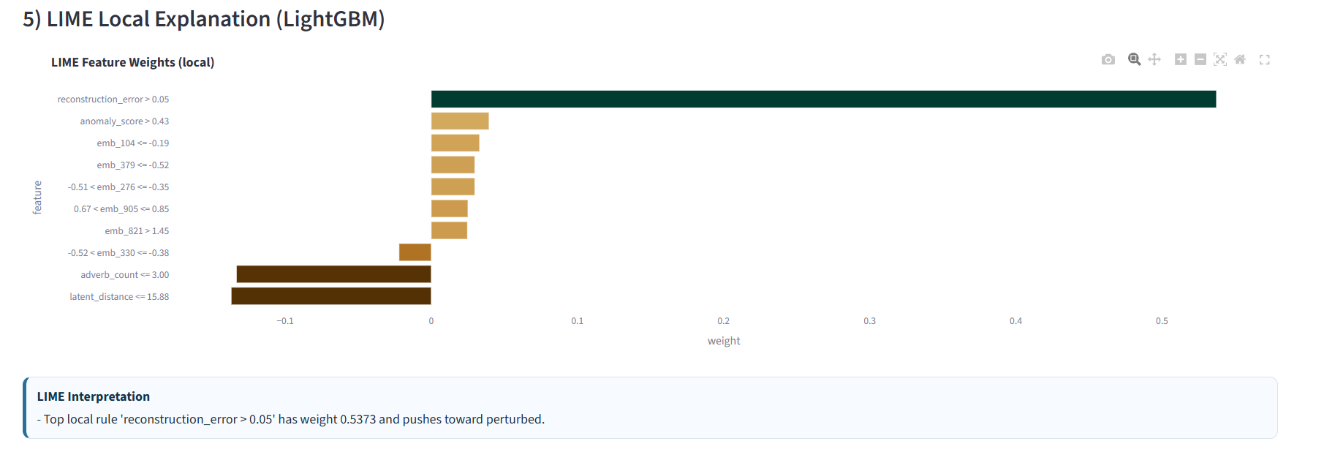 5) LIME Local Explanation (LightGBM)
LIME Feature Weights (local)
reconstruction_error > 0.05
anomaly_score > 0.43
emb_104 <= -0.19
emb_379 <= -0.52
-0.51 < emb_276 <= -0.35
0.67 < emb_905 <= 0.85
emb_821 > 1.45
-0.52 < emb_330 <= -0.38
adverb_count <= 3.00
latent_distance <= 15.88
feature
−0.1 0 0.1 0.2 0.3 0.4 0.5
weight
LIME Interpretation
- Top local rule 'reconstruction_error > 0.05' has weight 0.5373 and pushes toward perturbed.